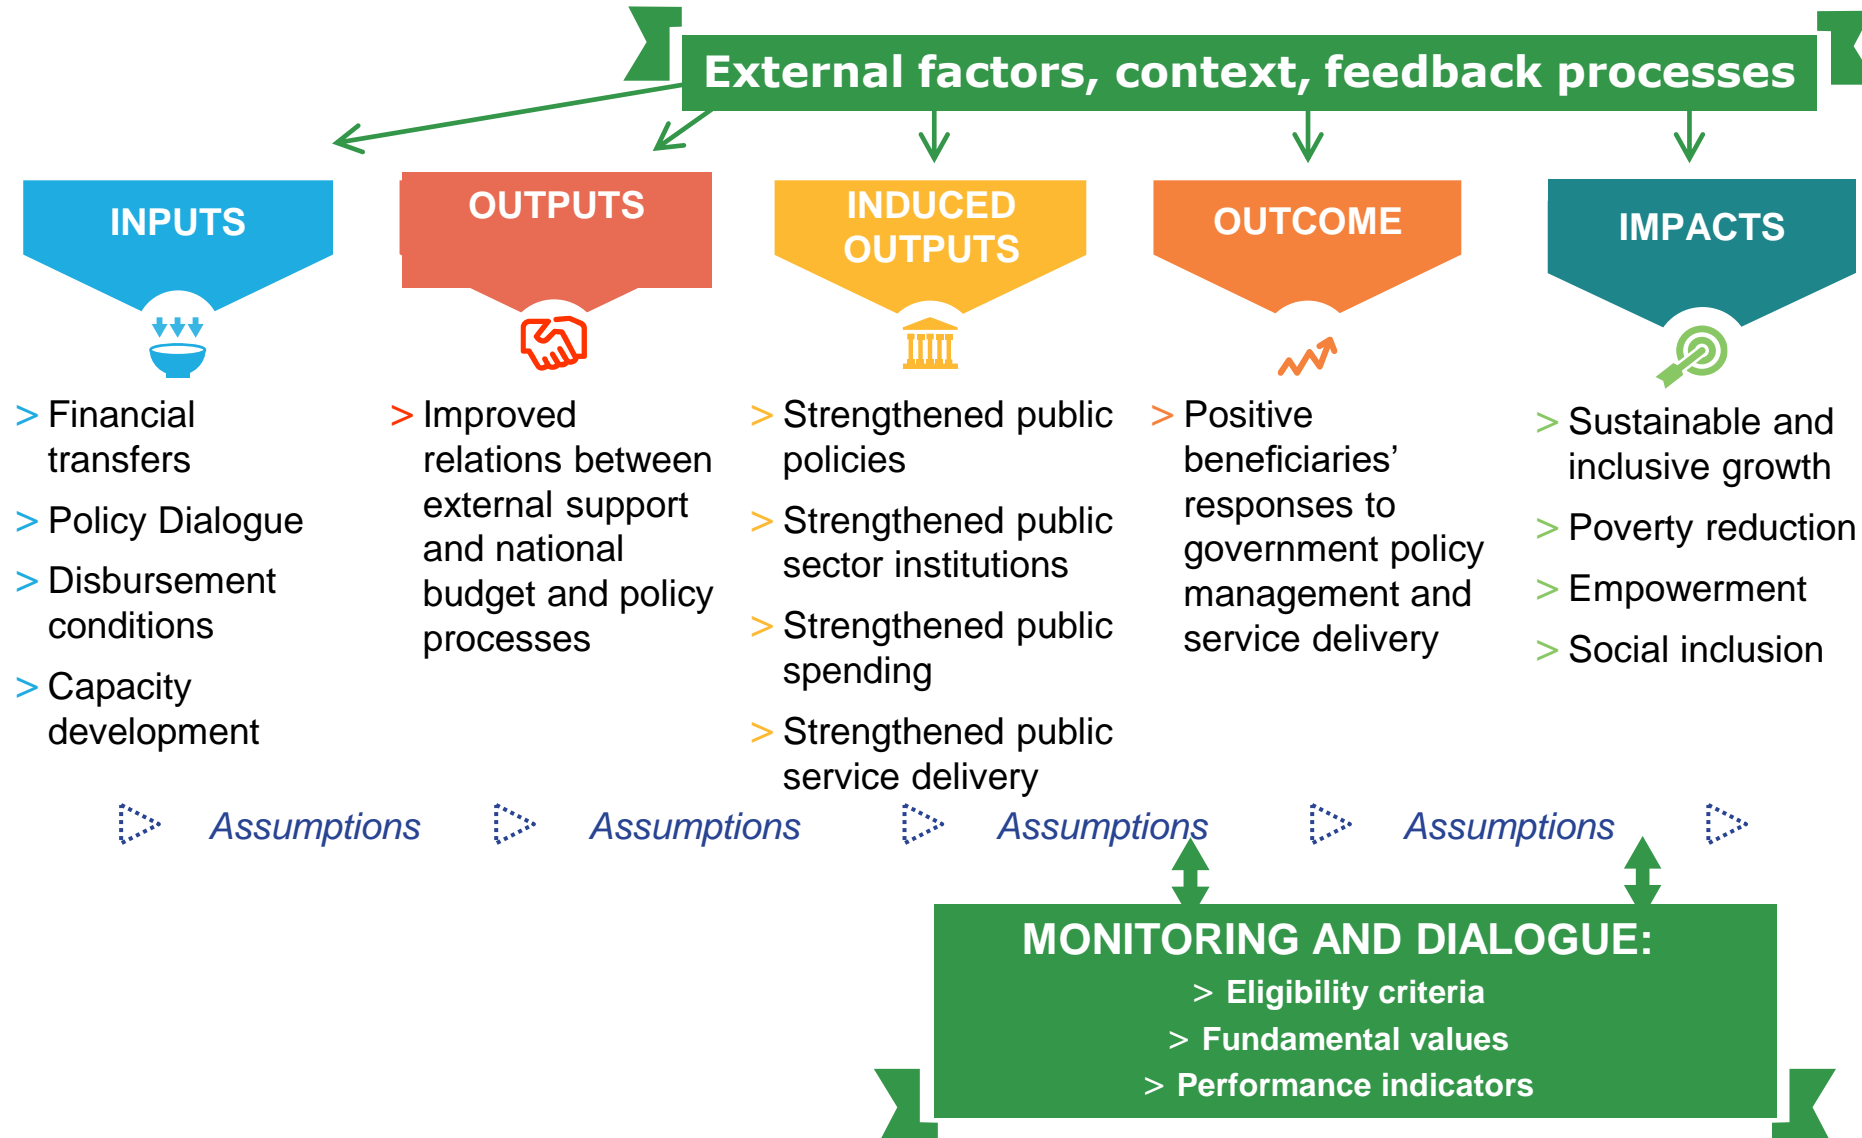 External factors, context, feedback processes
INPUTS
> Financial
transfers
> Policy Dialogue
> Disbursement
conditions
> Capacity
development
OUTPUTS
> Improved
relations between
external support
and national
budget and policy
processes
INDUCED
OUTPUTS
> Strengthened public
policies
> Strengthened public
sector institutions
> Strengthened public
spending
> Strengthened public
service delivery
OUTCOME
> Positive
beneficiaries’
responses to
government policy
management and
service delivery
IMPACTS
> Sustainable and
inclusive growth
> Poverty reduction
> Empowerment
> Social inclusion
Assumptions Assumptions Assumptions Assumptions
MONITORING AND DIALOGUE:
> Eligibility criteria
> Fundamental values
> Performance indicators